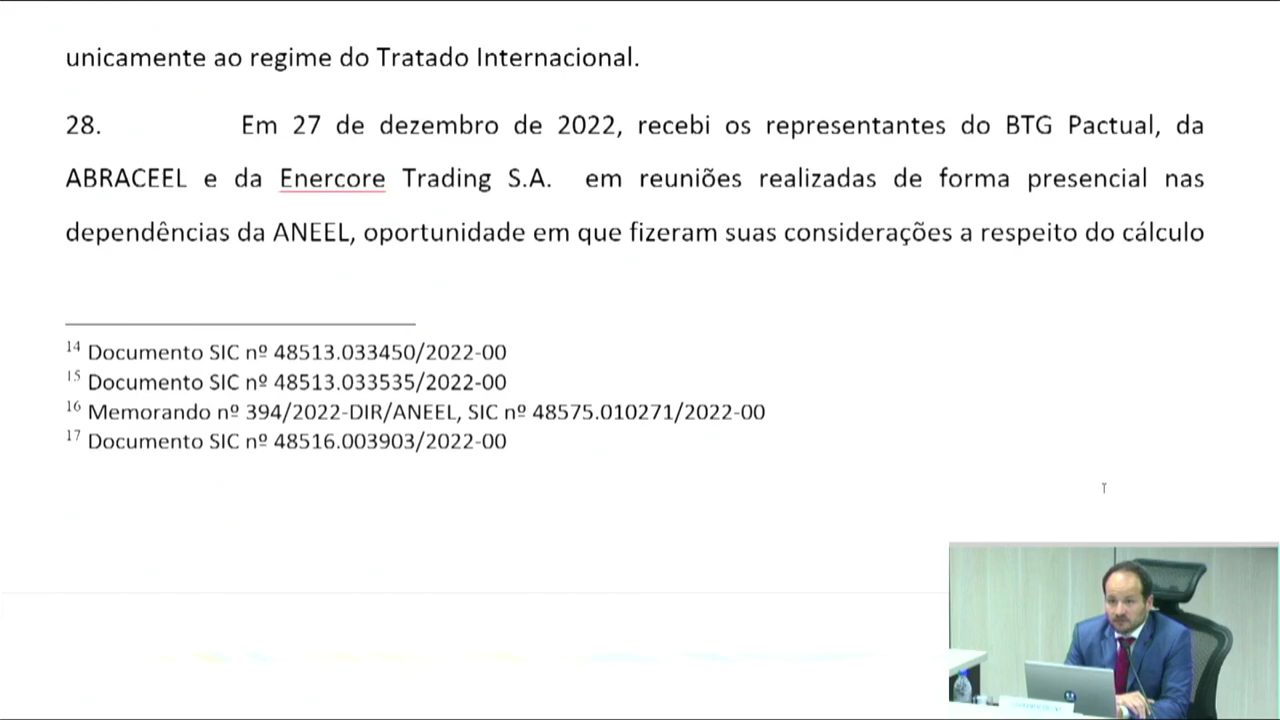 unicamente ao regime do Tratado Internacional.
28. Em 27 de dezembro de 2022, recebi os representantes do BTG Pactual, da
ABRACEEL e da Enercore Trading S.A. em reuniões realizadas de forma presencial nas
dependências da ANEEL, oportunidade em que fizeram suas considerações a respeito do cálculo
14 Documento SIC nº 48513.033450/2022-00
15 Documento SIC nº 48513.033535/2022-00
16 Memorando nº 394/2022-DIR/ANEEL, SIC nº 48575.010271/2022-00
17 Documento SIC nº 48516.003903/2022-00